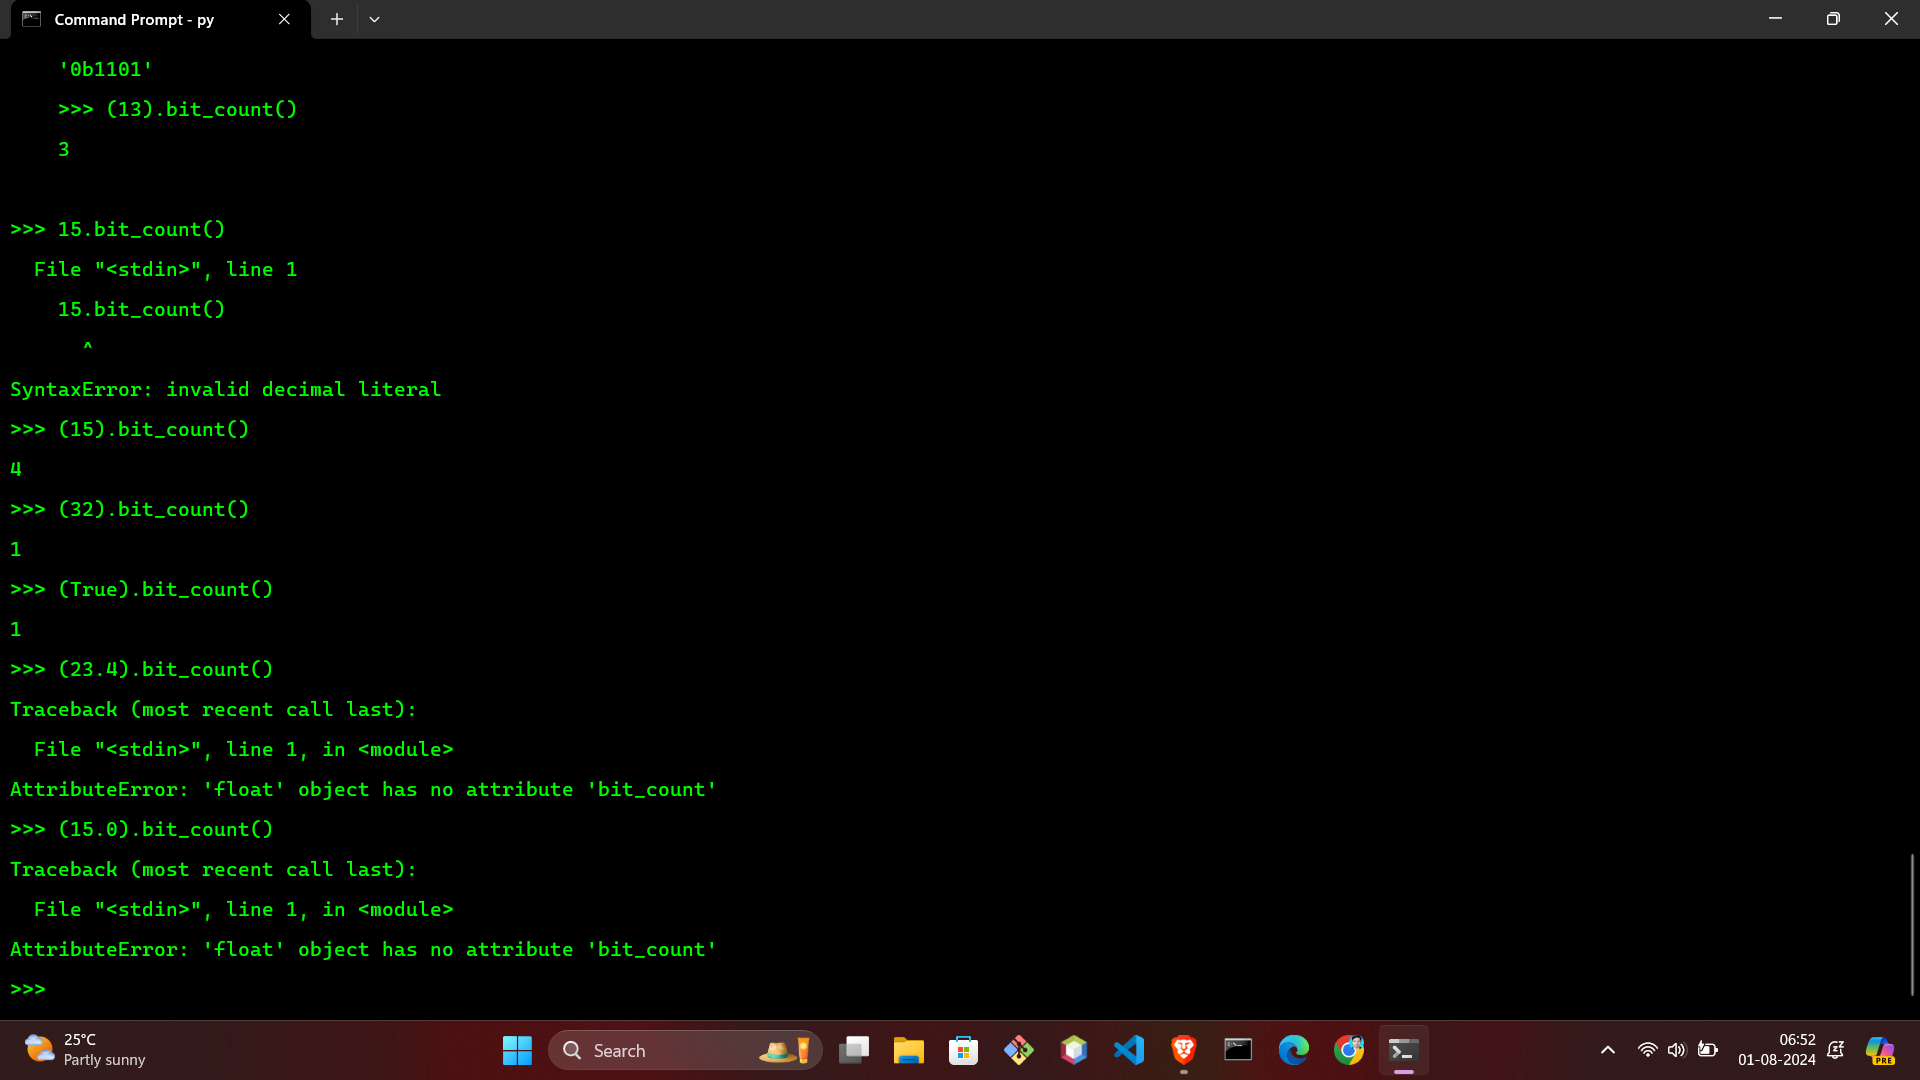 Command Prompt - py
'0b1101'
>>> (13).bit_count()
3
>>> 15.bit_count()
File "<stdin>", line 1
15.bit_count()
^
SyntaxError: invalid decimal literal
>>> (15).bit_count()
4
>>> (32).bit_count()
1
>>> (True).bit_count()
1
>>> (23.4).bit_count()
Traceback (most recent call last):
File "<stdin>", line 1, in <module>
AttributeError: 'float' object has no attribute 'bit_count'
>>> (15.0).bit_count()
Traceback (most recent call last):
File "<stdin>", line 1, in <module>
AttributeError: 'float' object has no attribute 'bit_count'
>>>
25°C
Partly sunny
Search
06:52
01-08-2024
PRE